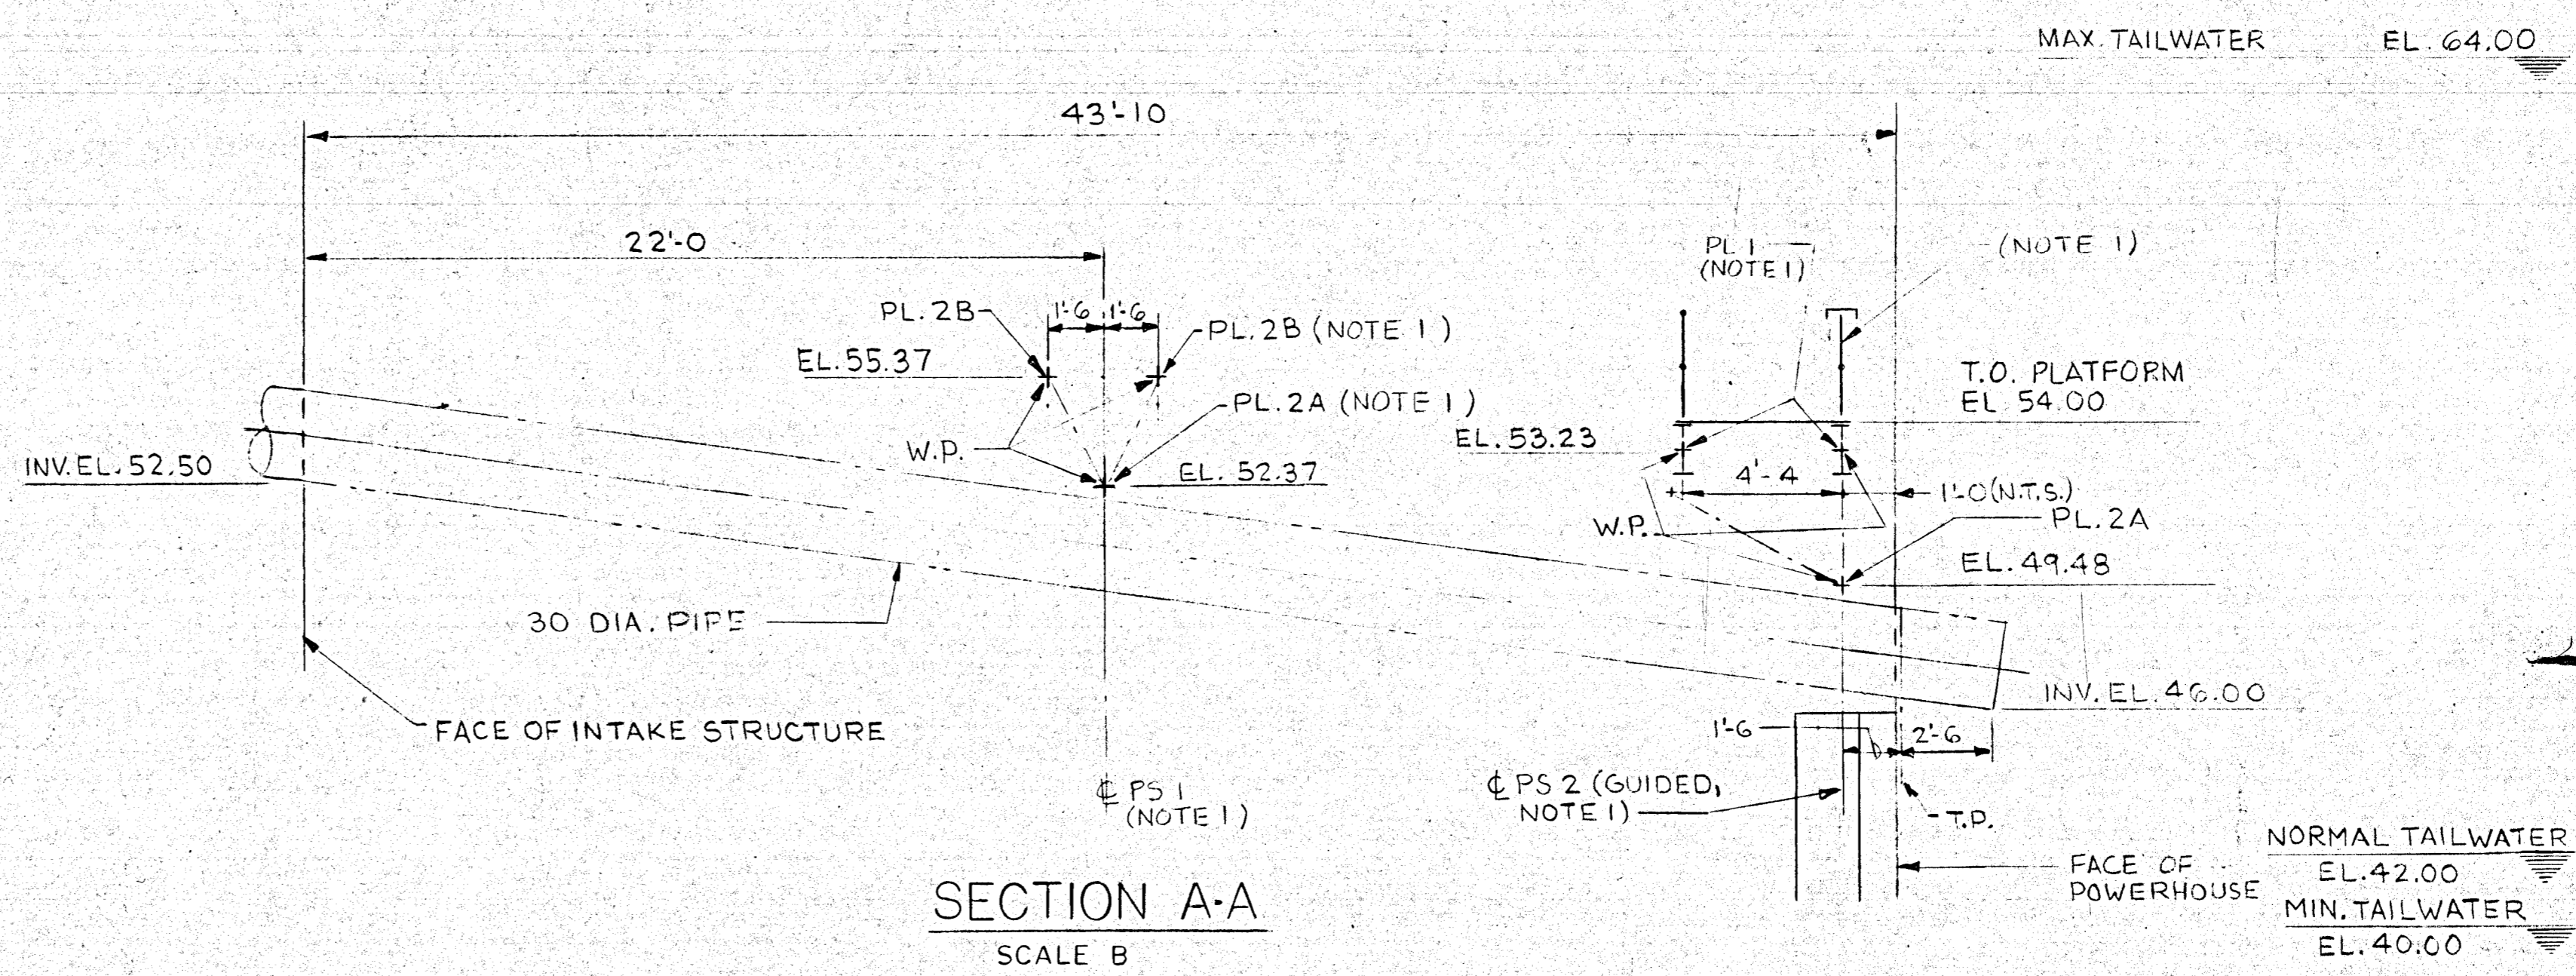 MAX. TAILWATER EL. 64.00
43'-10
22'-0
PL 1
(NOTE 1)
(NOTE 1)
PL. 2B
1'-6 1'-6
PL. 2B (NOTE 1)
EL. 55.37
T.O. PLATFORM
EL 54.00
PL. 2A (NOTE 1)
EL. 53.23
W.P.
INV. EL. 52.50
EL. 52.37
4'-4
1'-0 (N.T.S.)
W.P.
PL. 2A
EL. 49.48
30 DIA. PIPE
INV. EL. 46.00
FACE OF INTAKE STRUCTURE
1'-6
2'-6
℄ PS 1
(NOTE 1)
℄ PS 2 (GUIDED,
NOTE 1)
T.P.
NORMAL TAILWATER
EL. 42.00
FACE OF
POWERHOUSE
MIN. TAILWATER
EL. 40.00
SECTION A-A
SCALE B